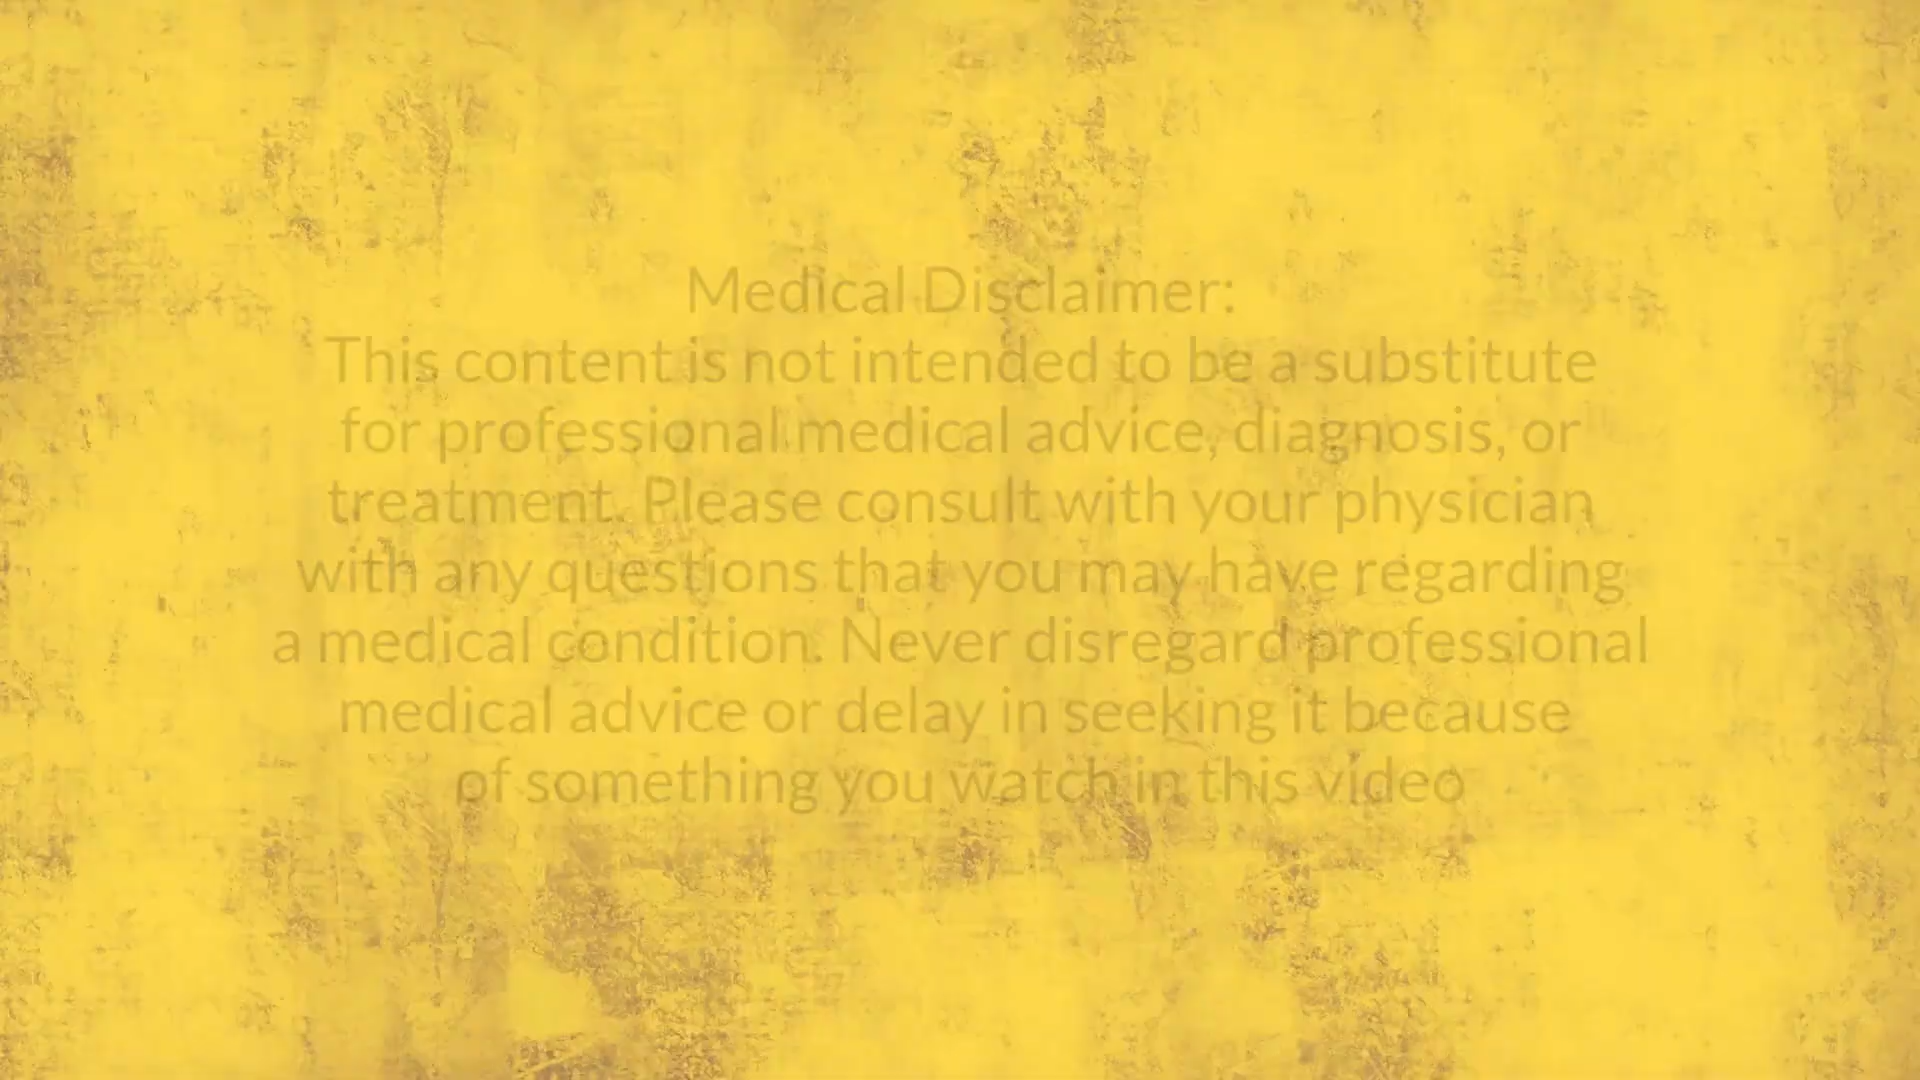 Medical Disclaimer:
This content is not intended to be a substitute
for professional medical advice, diagnosis, or
treatment. Please consult with your physician
with any questions that you may have regarding
a medical condition. Never disregard professional
medical advice or delay in seeking it because
of something you watch in this video